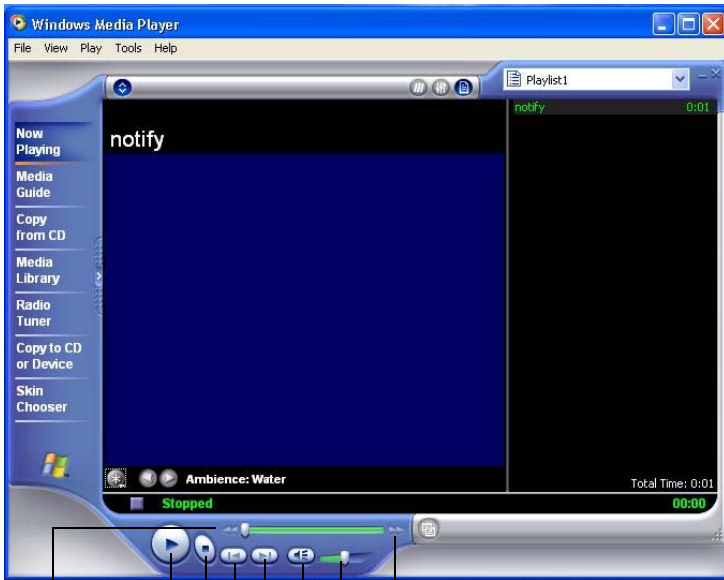 Windows Media Player
File View Play Tools Help
Playlist1
notify 0:01
Now
Playing
notify
Media
Guide
Copy
from CD
Media
Library
Radio
Tuner
Copy to CD
or Device
Skin
Chooser
Ambience: Water
Total Time: 0:01
Stopped 00:00